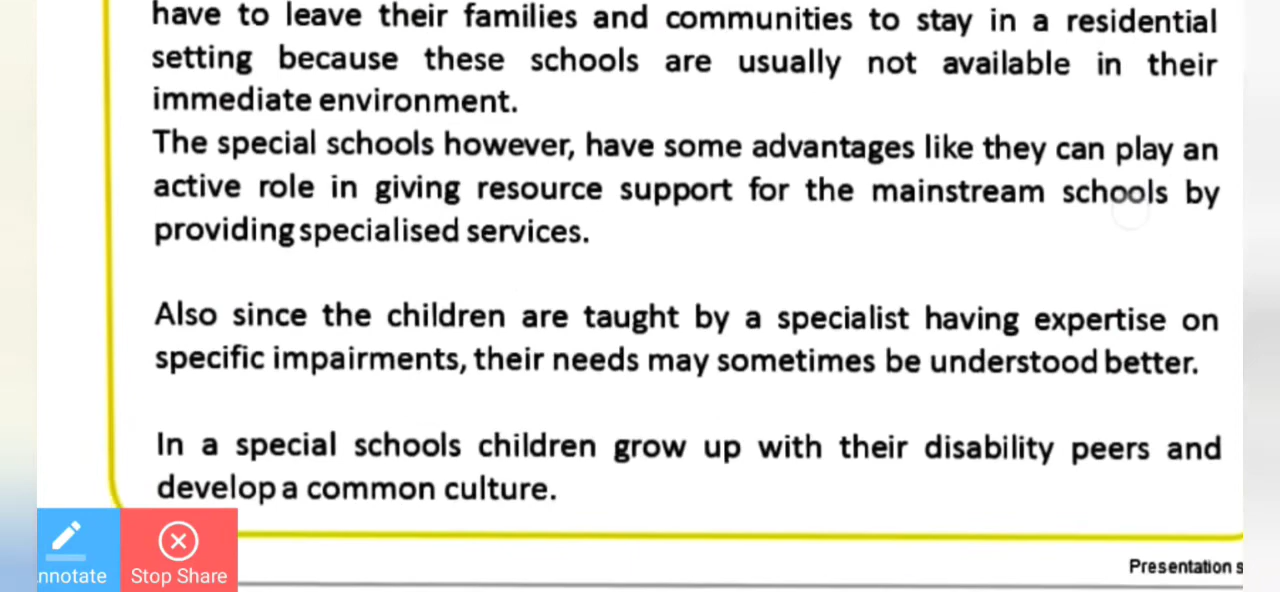 have to leave their families and communities to stay in a residential
setting because these schools are usually not available in their
immediate environment.
The special schools however, have some advantages like they can play an
active role in giving resource support for the mainstream schools by
providing specialised services.
Also since the children are taught by a specialist having expertise on
specific impairments, their needs may sometimes be understood better.
In a special schools children grow up with their disability peers and
develop a common culture.
nnotate
Stop Share
Presentation s